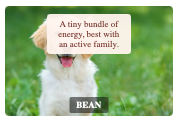 A tiny bundle of
energy, best with
an active family.
BEAN